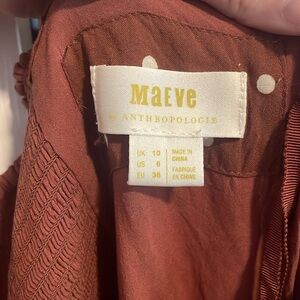 Maeve
by ANTHROPOLOGIE
UK 10
US 6
EU 38
MADE IN
CHINA
FABRIQUÉ
EN CHINE